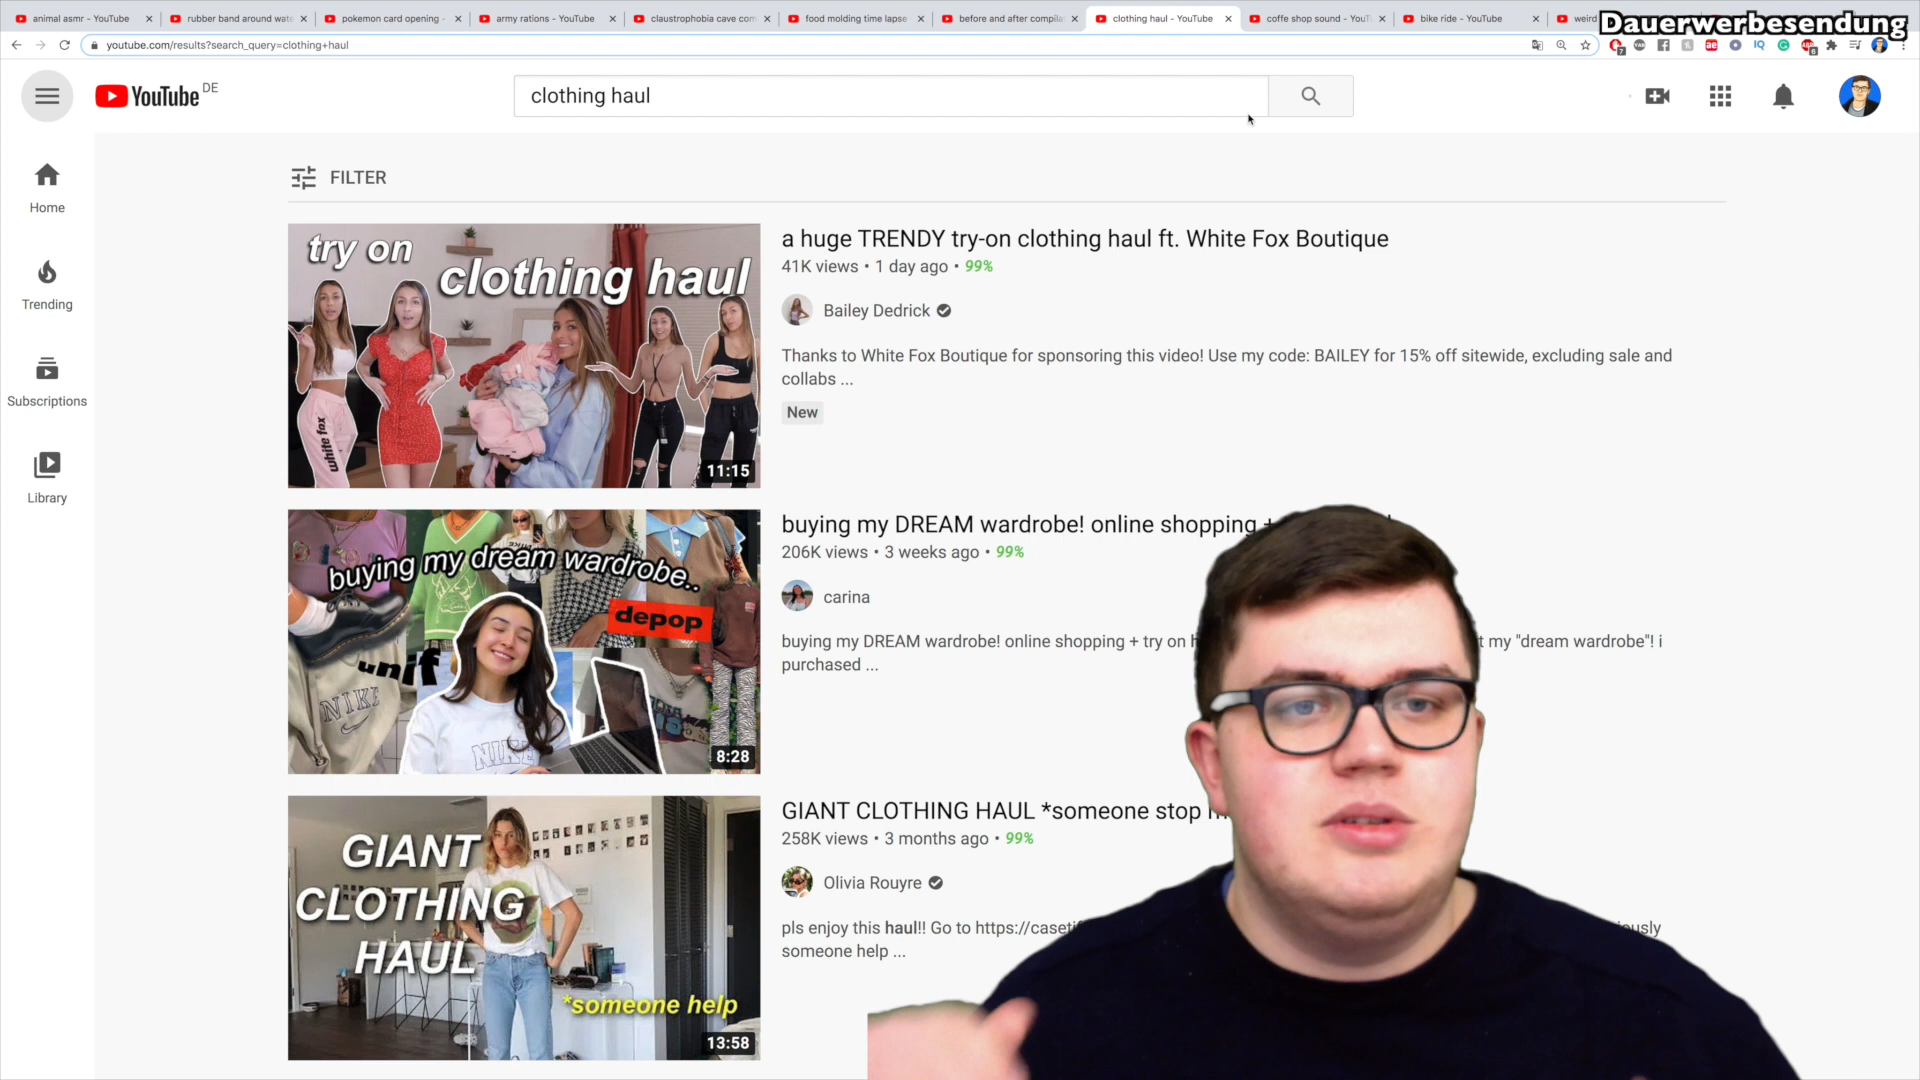 animal asmr - YouTube
rubber band around wate
pokemon card opening -
army rations - YouTube
claustrophobia cave com
food molding time lapse
before and after compila
clothing haul - YouTube
coffe shop sound - YouT
bike ride - YouTube
weird
Dauerwerbesendung
youtube.com/results?search_query=clothing+haul
YouTube DE
clothing haul
FILTER
Home
Trending
Subscriptions
Library
try on
clothing haul
white fox
11:15
a huge TRENDY try-on clothing haul ft. White Fox Boutique
41K views • 1 day ago • 99%
Bailey Dedrick
Thanks to White Fox Boutique for sponsoring this video! Use my code: BAILEY for 15% off sitewide, excluding sale and
collabs ...
New
buying my dream wardrobe..
depop
unif
NIKE
NIKE
8:28
buying my DREAM wardrobe! online shopping +
206K views • 3 weeks ago • 99%
carina
buying my DREAM wardrobe! online shopping + try on h t my "dream wardrobe"! i
purchased ...
GIANT
CLOTHING
HAUL
*someone help
13:58
GIANT CLOTHING HAUL *someone stop
258K views • 3 months ago • 99%
Olivia Rouyre
pls enjoy this haul!! Go to https://caseti usly
someone help ...